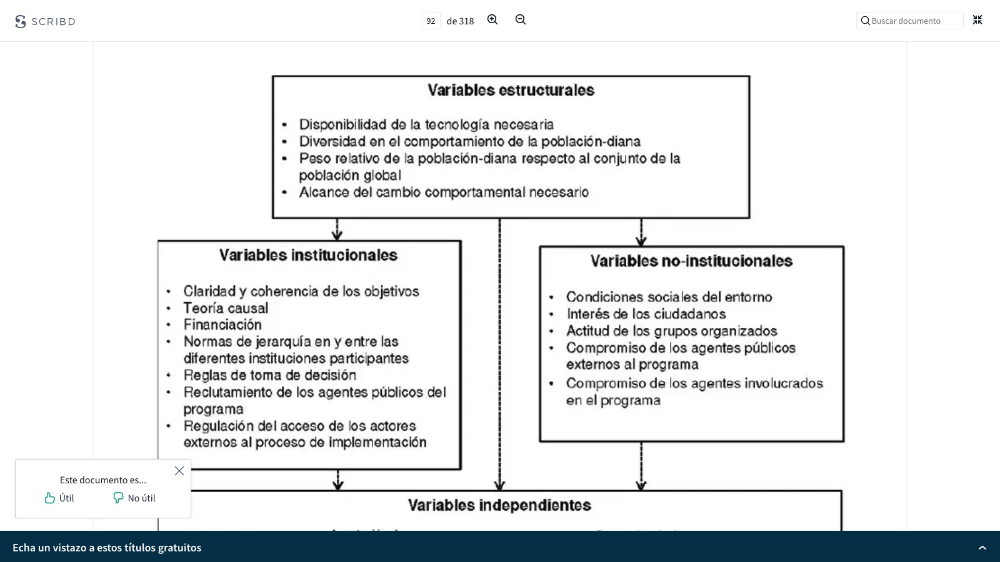 SCRIBD
92 de 318
Buscar documento
Variables estructurales
• Disponibilidad de la tecnología necesaria
• Diversidad en el comportamiento de la población-diana
• Peso relativo de la población-diana respecto al conjunto de la
población global
• Alcance del cambio comportamental necesario
Variables institucionales
• Claridad y coherencia de los objetivos
• Teoría causal
• Financiación
• Normas de jerarquía en y entre las
diferentes instituciones participantes
• Reglas de toma de decisión
• Reclutamiento de los agentes públicos del
programa
• Regulación del acceso de los actores
externos al proceso de implementación
Variables no-institucionales
• Condiciones sociales del entorno
• Interés de los ciudadanos
• Actitud de los grupos organizados
• Compromiso de los agentes públicos
externos al programa
• Compromiso de los agentes involucrados
en el programa
Variables independientes
Este documento es...
Útil
No útil
Echa un vistazo a estos títulos gratuitos